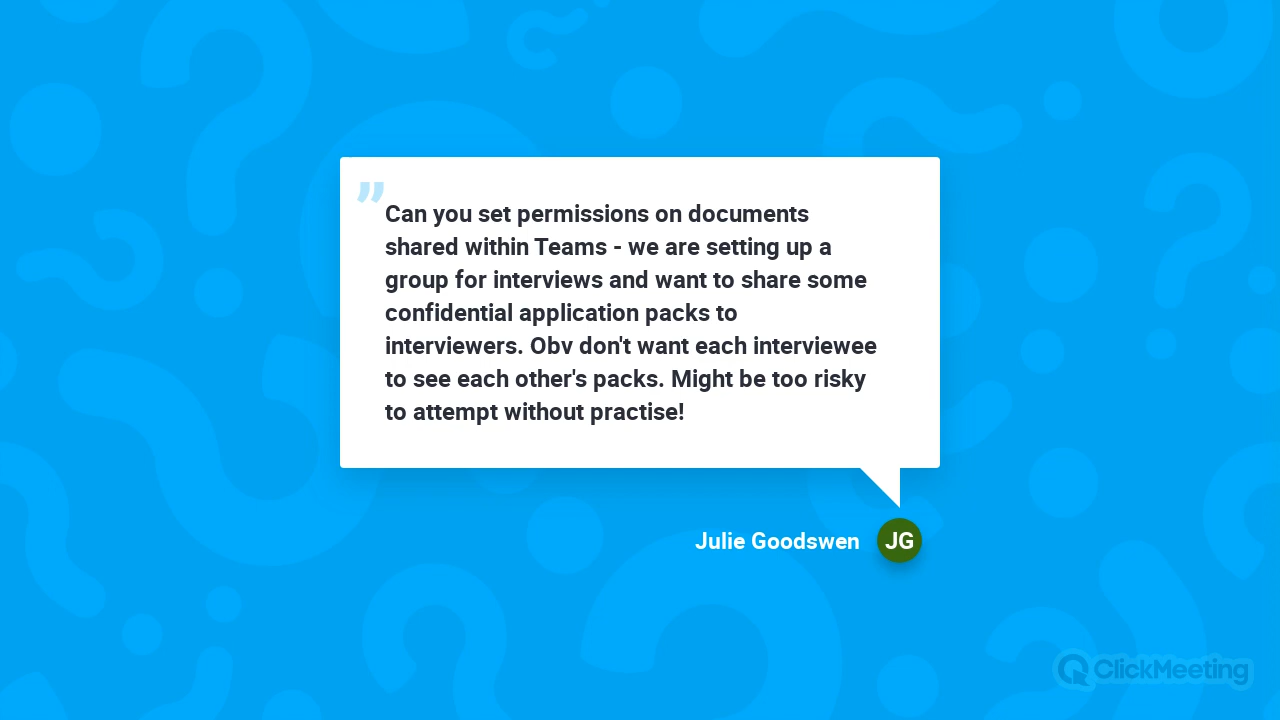 ”
Can you set permissions on documents
shared within Teams - we are setting up a
group for interviews and want to share some
confidential application packs to
interviewers. Obv don't want each interviewee
to see each other's packs. Might be too risky
to attempt without practise!
Julie Goodswen JG
ClickMeeting